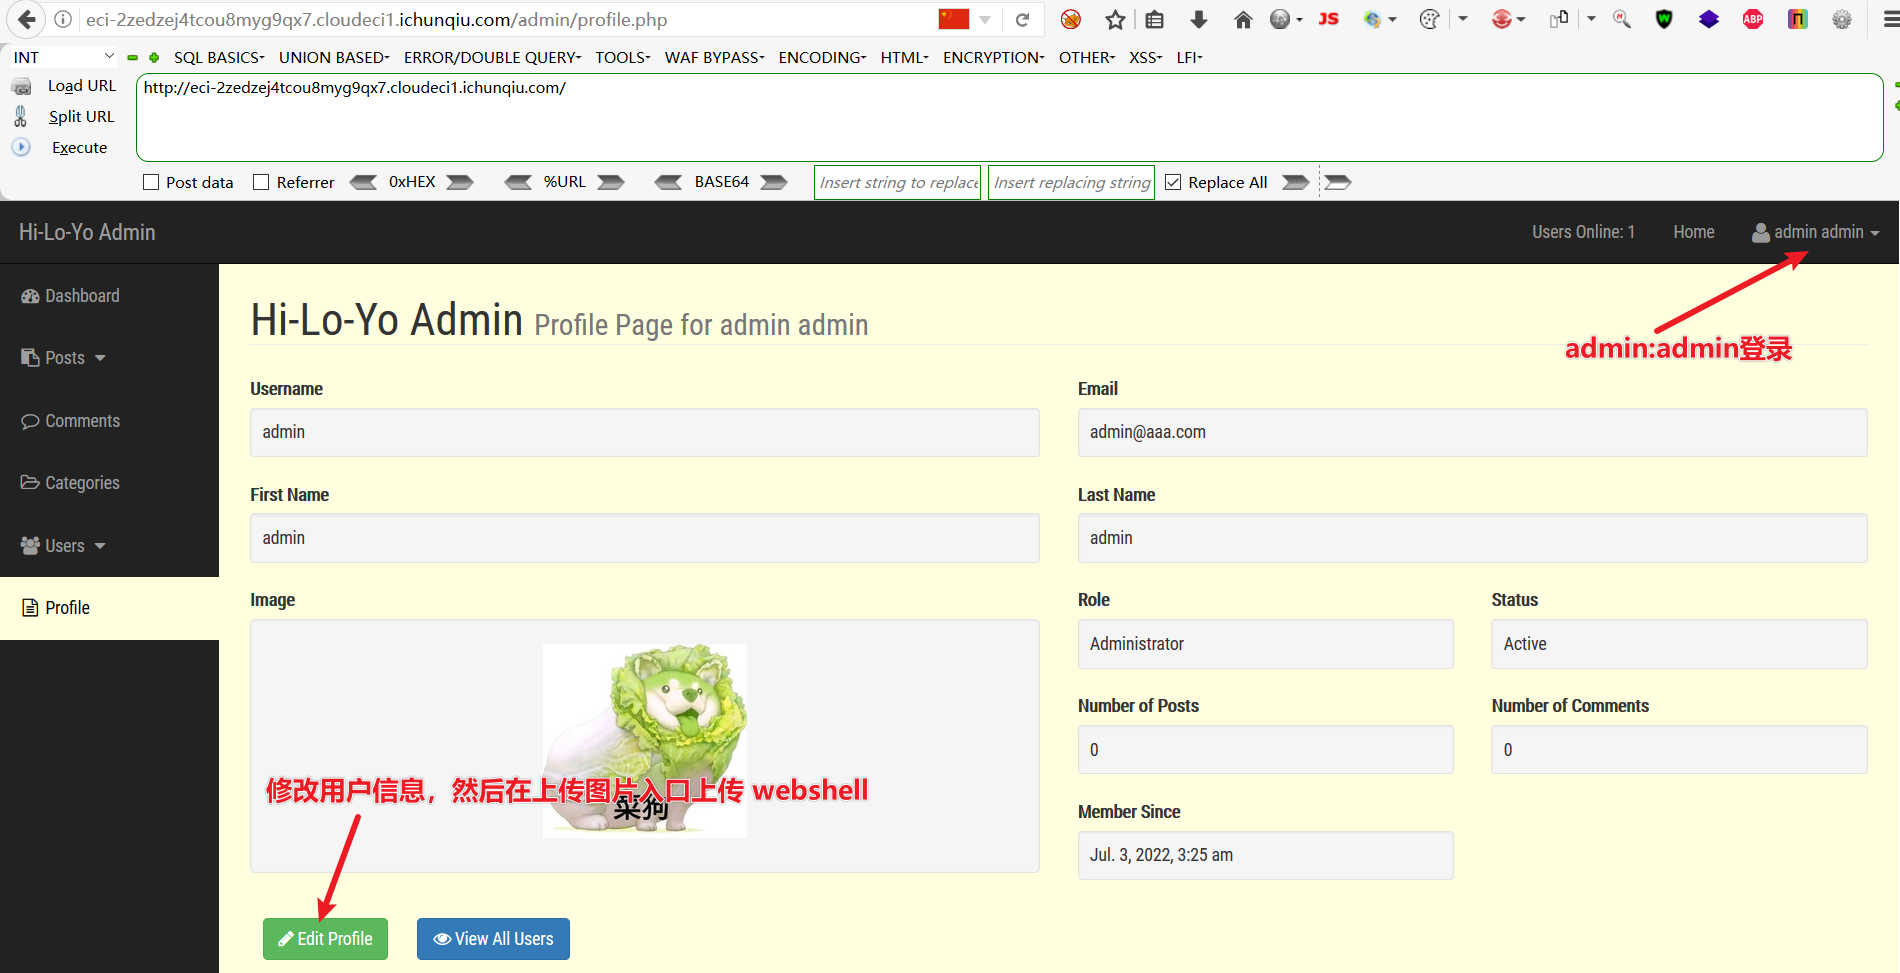 eci-2zedzej4tcou8myg9qx7.cloudeci1.ichunqiu.com/admin/profile.php
JS
ABP
INT
SQL BASICS
UNION BASED
ERROR/DOUBLE QUERY
TOOLS
WAF BYPASS
ENCODING
HTML
ENCRYPTION
OTHER
XSS
LFI
Load URL
http://eci-2zedzej4tcou8myg9qx7.cloudeci1.ichunqiu.com/
Split URL
Execute
Post data
Referrer
0xHEX
%URL
BASE64
Insert string to replace
Insert replacing string
Replace All
Hi-Lo-Yo Admin
Users Online: 1
Home
admin admin
Dashboard
Posts
Comments
Categories
Users
Profile
Hi-Lo-Yo Admin Profile Page for admin admin
admin:admin登录
Username
Email
admin
admin@aaa.com
First Name
Last Name
admin
admin
Image
Role
Status
Administrator
Active
Number of Posts
Number of Comments
0
0
修改用户信息，然后在上传图片入口上传 webshell
菜狗
Member Since
Jul. 3, 2022, 3:25 am
Edit Profile
View All Users